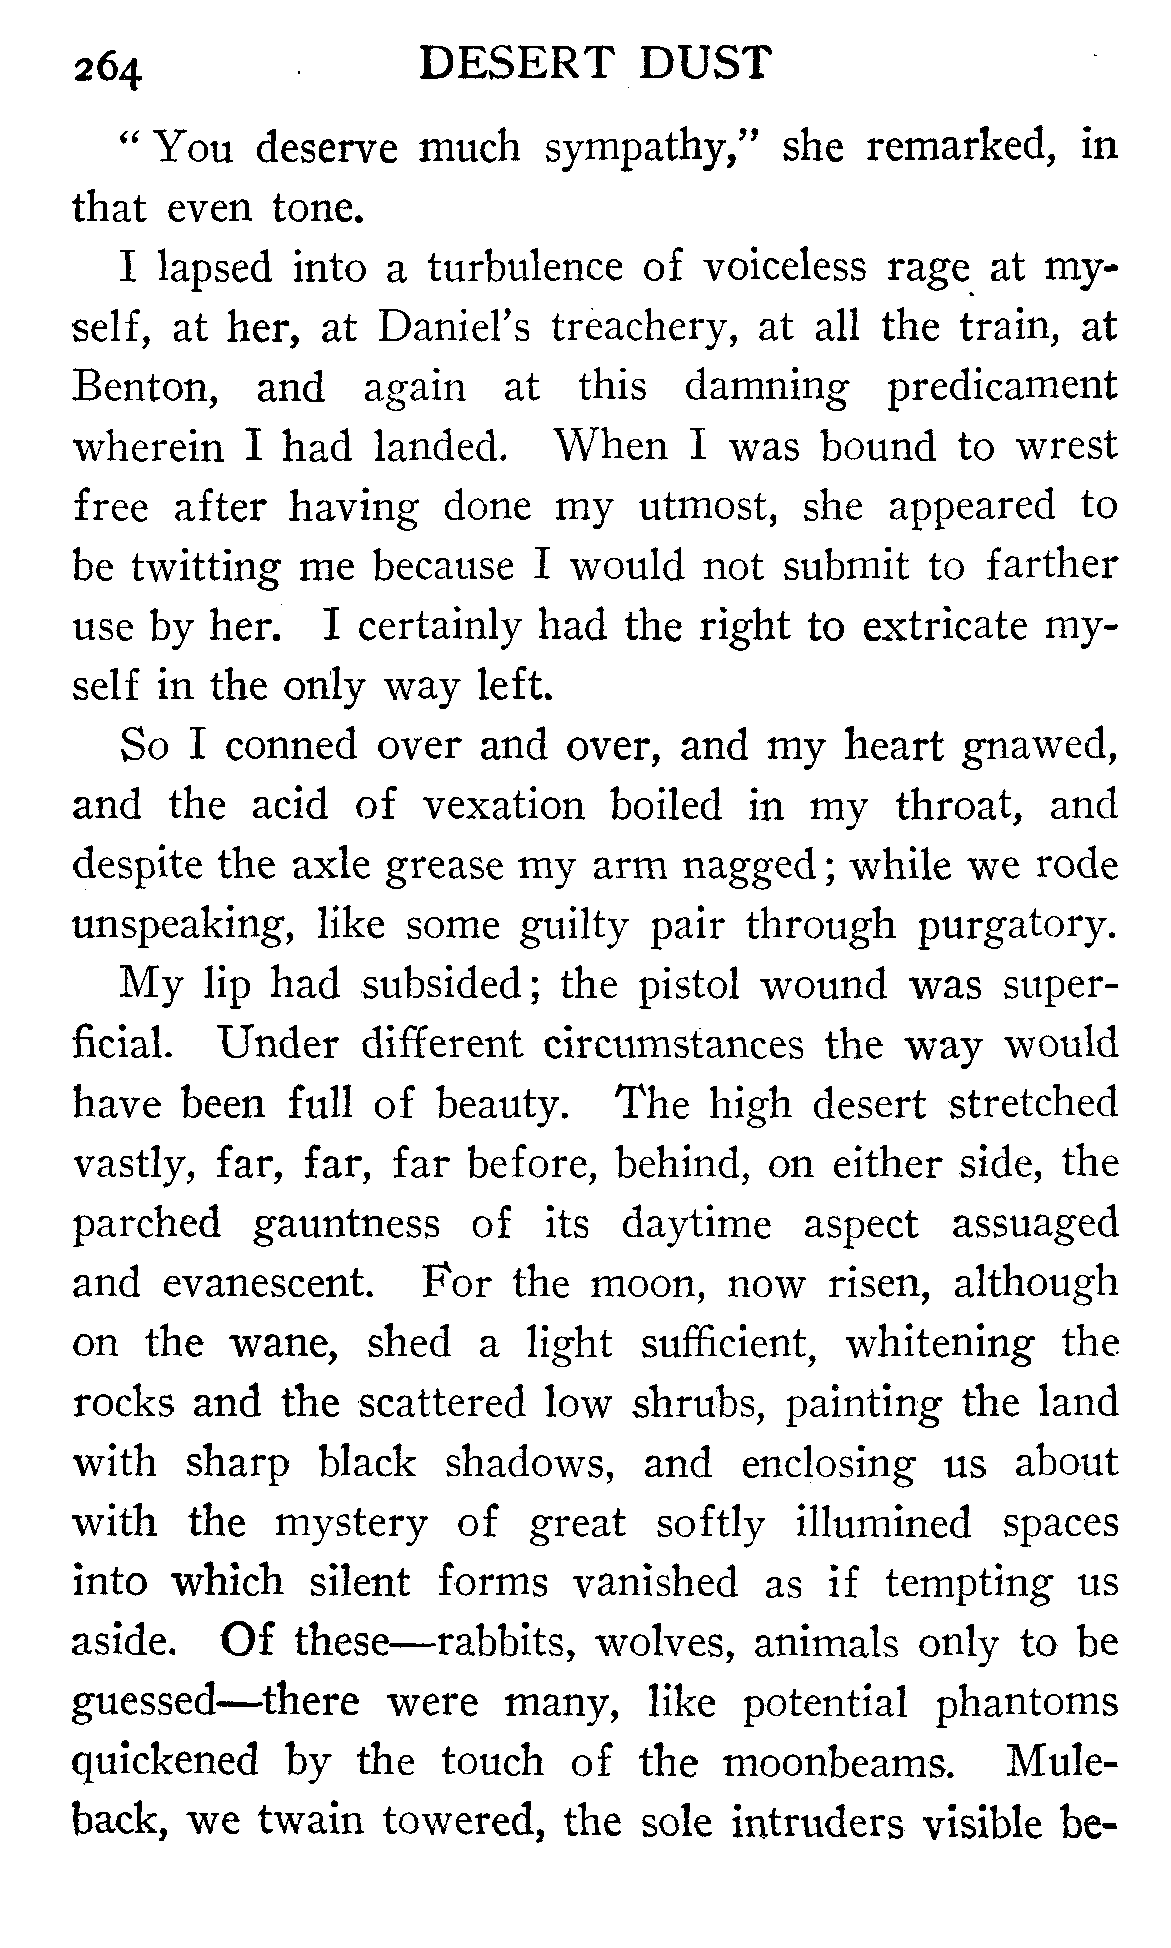 264 DESERT DUST
“ You deserve much sympathy,” she remarked, in
that even tone.
I lapsed into a turbulence of voiceless rage at my-
self, at her, at Daniel’s treachery, at all the train, at
Benton, and again at this damning predicament
wherein I had landed. When I was bound to wrest
free after having done my utmost, she appeared to
be twitting me because I would not submit to farther
use by her. I certainly had the right to extricate my-
self in the only way left.
So I conned over and over, and my heart gnawed,
and the acid of vexation boiled in my throat, and
despite the axle grease my arm nagged; while we rode
unspeaking, like some guilty pair through purgatory.
My lip had subsided; the pistol wound was super-
ficial. Under different circumstances the way would
have been full of beauty. The high desert stretched
vastly, far, far, far before, behind, on either side, the
parched gauntness of its daytime aspect assuaged
and evanescent. For the moon, now risen, although
on the wane, shed a light sufficient, whitening the
rocks and the scattered low shrubs, painting the land
with sharp black shadows, and enclosing us about
with the mystery of great softly illumined spaces
into which silent forms vanished as if tempting us
aside. Of these—rabbits, wolves, animals only to be
guessed—there were many, like potential phantoms
quickened by the touch of the moonbeams. Mule-
back, we twain towered, the sole intruders visible be-